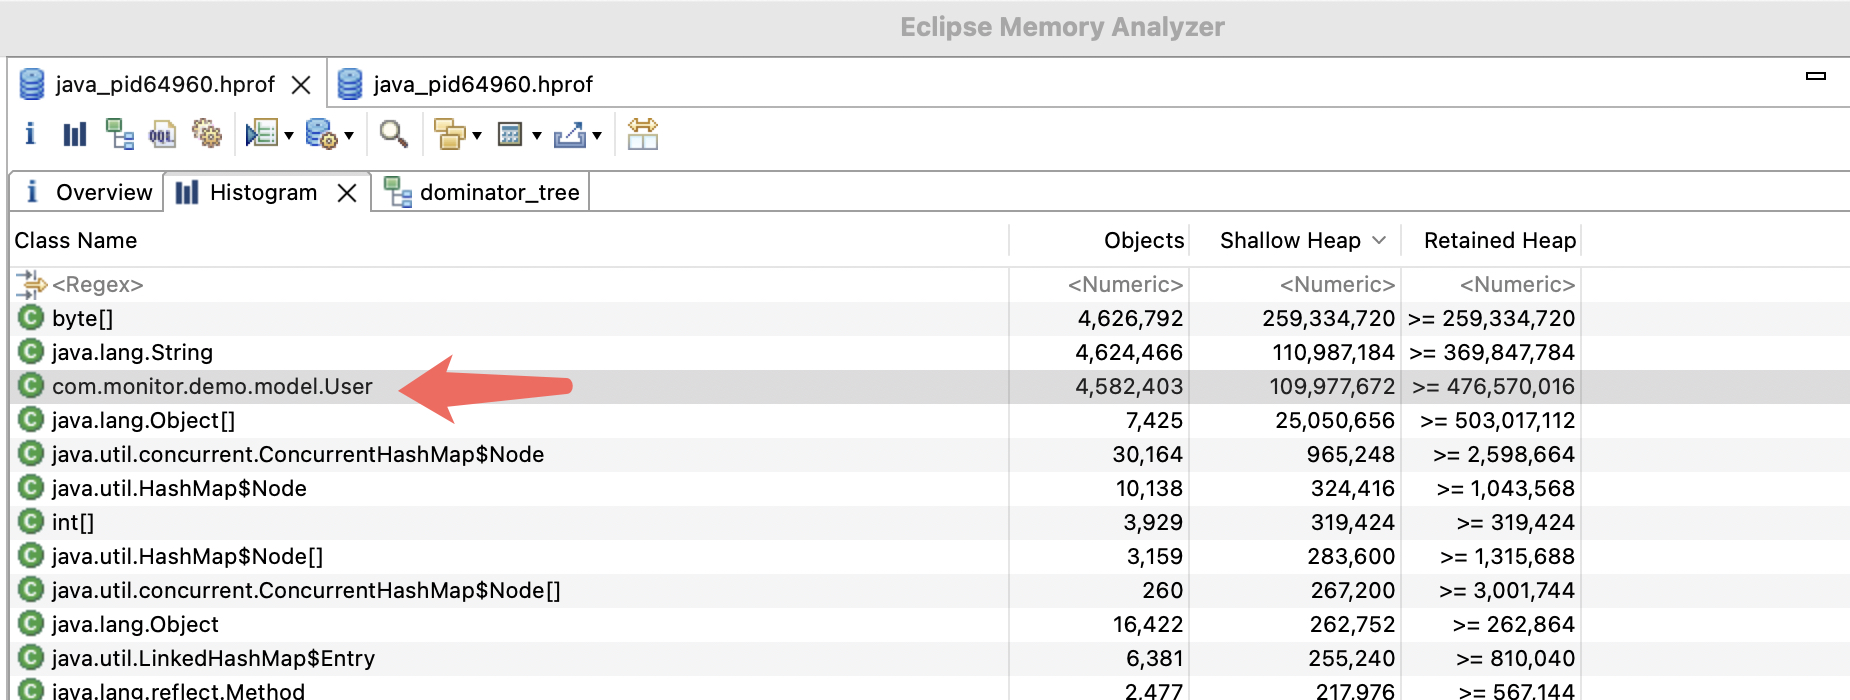 Eclipse Memory Analyzer
java_pid64960.hprof java_pid64960.hprof
Overview Histogram dominator_tree
Class Name Objects Shallow Heap Retained Heap
<Regex> <Numeric> <Numeric> <Numeric>
byte[] 4,626,792 259,334,720 >= 259,334,720
java.lang.String 4,624,466 110,987,184 >= 369,847,784
com.monitor.demo.model.User 4,582,403 109,977,672 >= 476,570,016
java.lang.Object[] 7,425 25,050,656 >= 503,017,112
java.util.concurrent.ConcurrentHashMap$Node 30,164 965,248 >= 2,598,664
java.util.HashMap$Node 10,138 324,416 >= 1,043,568
int[] 3,929 319,424 >= 319,424
java.util.HashMap$Node[] 3,159 283,600 >= 1,315,688
java.util.concurrent.ConcurrentHashMap$Node[] 260 267,200 >= 3,001,744
java.lang.Object 16,422 262,752 >= 262,864
java.util.LinkedHashMap$Entry 6,381 255,240 >= 810,040
java.lang.reflect.Method 2,477 217,976 >= 567,144